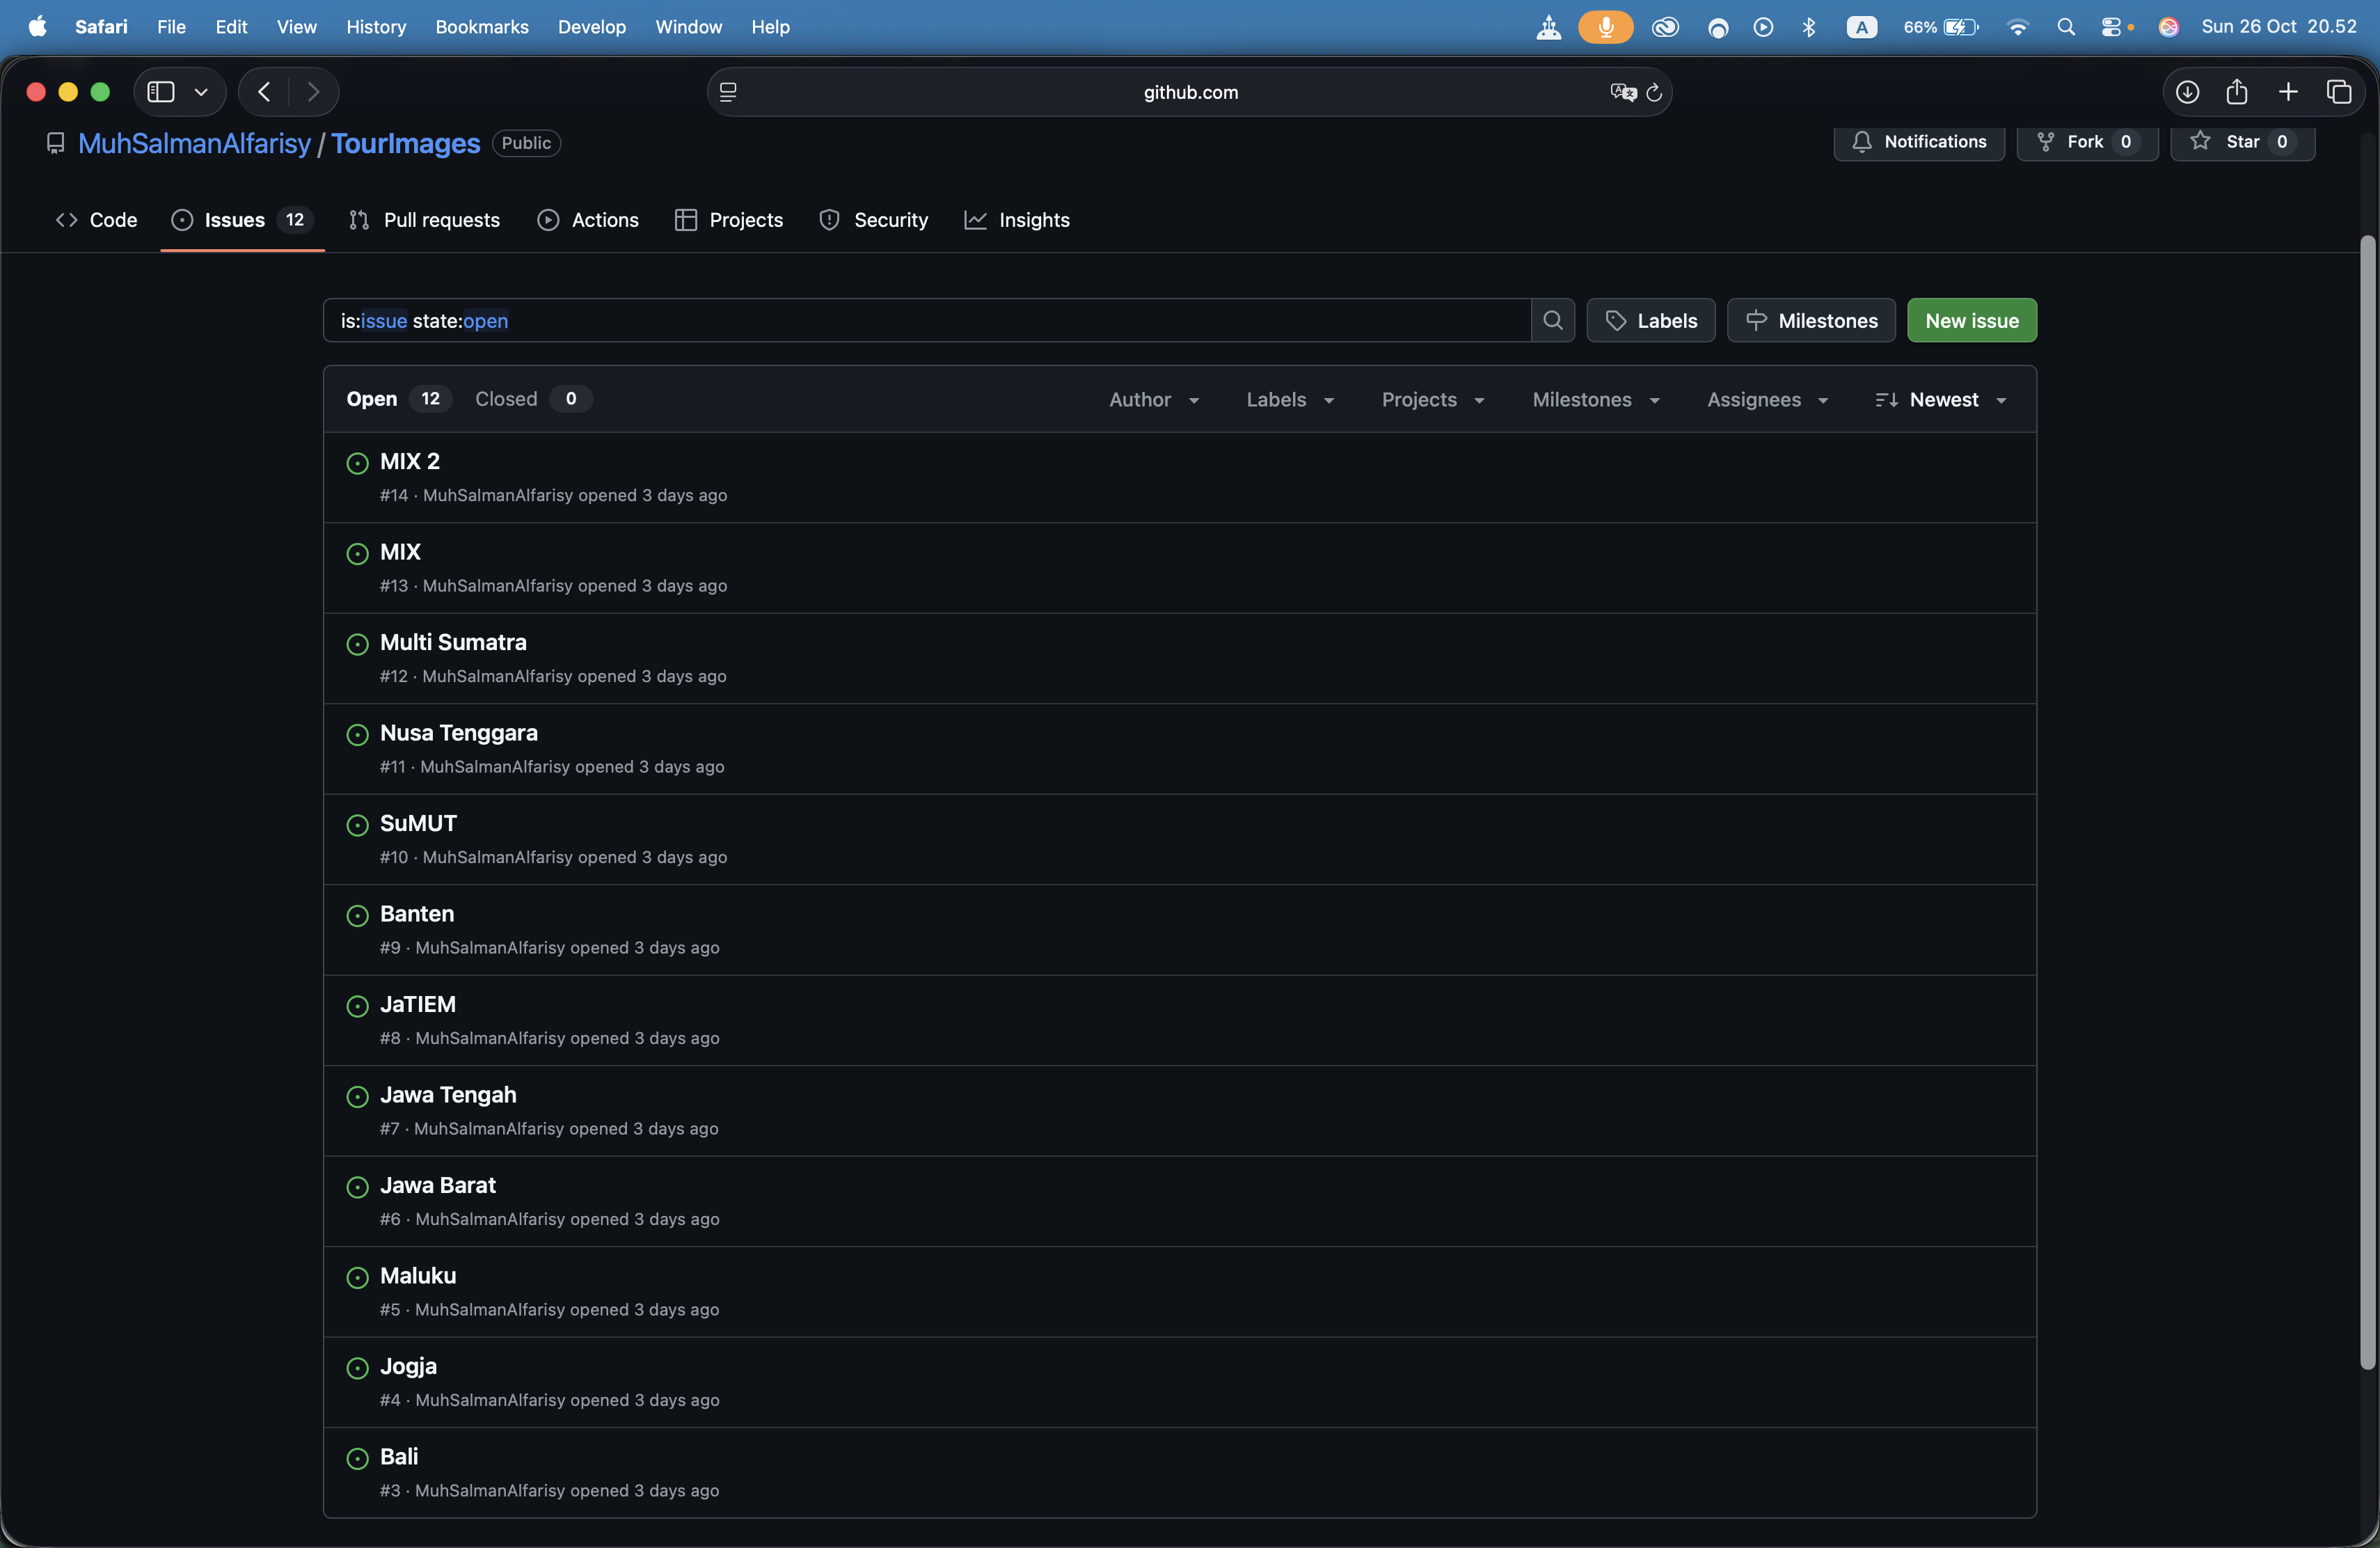 Safari File Edit View History Bookmarks Develop Window Help A 66% Sun 26 Oct 20.52
github.com
MuhSalmanAlfarisy / TourImages Public Notifications Fork 0 Star 0
Code Issues 12 Pull requests Actions Projects Security Insights
is:issue state:open Labels Milestones New issue
Open 12 Closed 0 Author Labels Projects Milestones Assignees Newest
MIX 2
#14 · MuhSalmanAlfarisy opened 3 days ago
MIX
#13 · MuhSalmanAlfarisy opened 3 days ago
Multi Sumatra
#12 · MuhSalmanAlfarisy opened 3 days ago
Nusa Tenggara
#11 · MuhSalmanAlfarisy opened 3 days ago
SuMUT
#10 · MuhSalmanAlfarisy opened 3 days ago
Banten
#9 · MuhSalmanAlfarisy opened 3 days ago
JaTIEM
#8 · MuhSalmanAlfarisy opened 3 days ago
Jawa Tengah
#7 · MuhSalmanAlfarisy opened 3 days ago
Jawa Barat
#6 · MuhSalmanAlfarisy opened 3 days ago
Maluku
#5 · MuhSalmanAlfarisy opened 3 days ago
Jogja
#4 · MuhSalmanAlfarisy opened 3 days ago
Bali
#3 · MuhSalmanAlfarisy opened 3 days ago